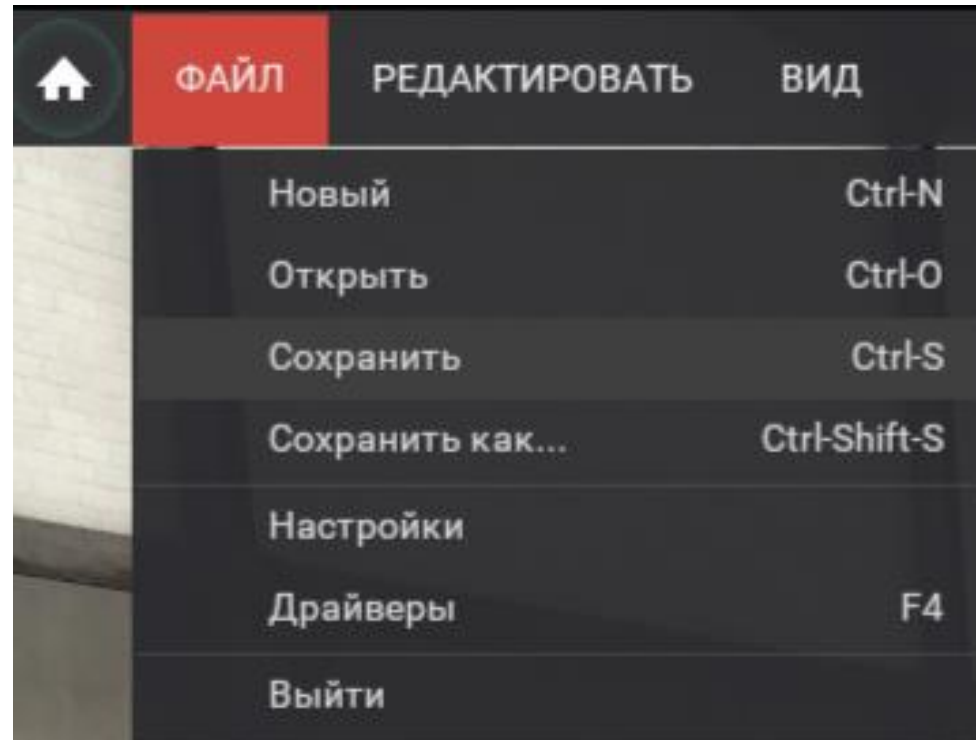 ФАЙЛ РЕДАКТИРОВАТЬ ВИД
Новый Ctrl-N
Открыть Ctrl-O
Сохранить Ctrl-S
Сохранить как... Ctrl-Shift-S
Настройки
Драйверы F4
Выйти